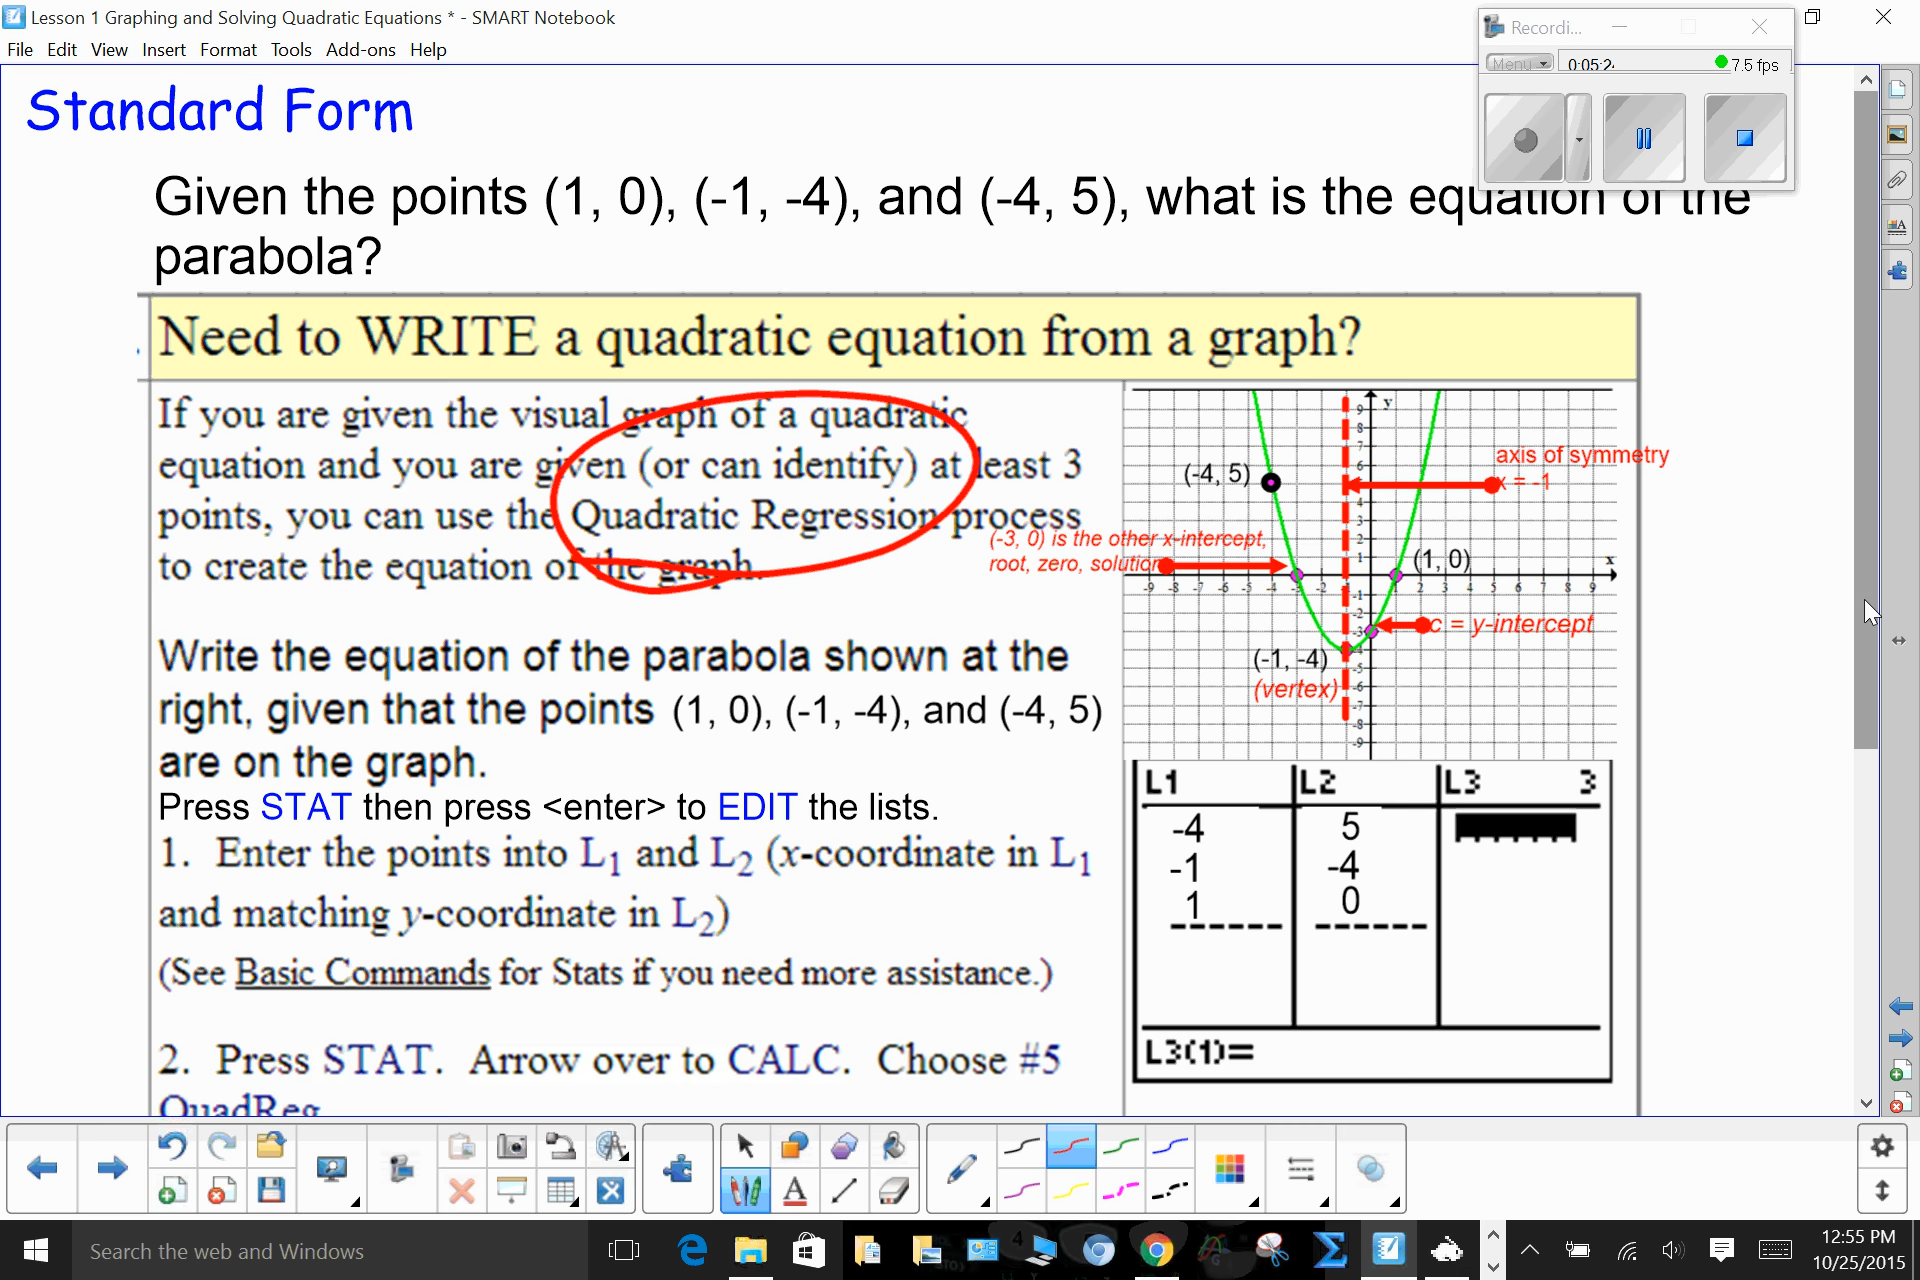 Lesson 1 Graphing and Solving Quadratic Equations * - SMART Notebook
File Edit View Insert Format Tools Add-ons Help
Recordi...
Menu 0:05:24 7.5 fps
Standard Form
Given the points (1, 0), (-1, -4), and (-4, 5), what is the equation of the
parabola?
Need to WRITE a quadratic equation from a graph?
If you are given the visual graph of a quadratic
equation and you are given (or can identify) at least 3
points, you can use the Quadratic Regression process
to create the equation of the graph.
Write the equation of the parabola shown at the
right, given that the points (1, 0), (-1, -4), and (-4, 5)
are on the graph.
Press STAT then press <enter> to EDIT the lists.
1. Enter the points into L1 and L2 (x-coordinate in L1
and matching y-coordinate in L2)
(See Basic Commands for Stats if you need more assistance.)
2. Press STAT. Arrow over to CALC. Choose #5
QuadReg
y
axis of symmetry
x = -1
(-4, 5)
(-3, 0) is the other x-intercept,
root, zero, solution
(1, 0)
x
c = y-intercept
(-1, -4)
(vertex)
L1 L2 L3 3
-4 5
-1 -4
1 0
L3(1)=
Search the web and Windows
12:55 PM
10/25/2015